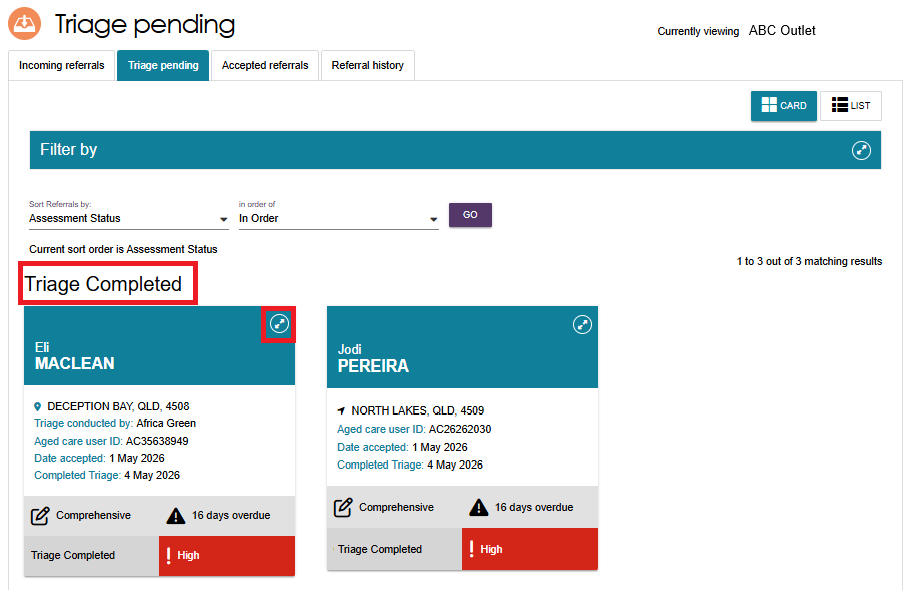 Triage pending
Currently viewing ABC Outlet
Incoming referrals Triage pending Accepted referrals Referral history
CARD LIST
Filter by
Sort Referrals by: in order of
Assessment Status In Order GO
Current sort order is Assessment Status
1 to 3 out of 3 matching results
Triage Completed
Eli
MACLEAN
DECEPTION BAY, QLD, 4508
Triage conducted by: Africa Green
Aged care user ID: AC35638949
Date accepted: 1 May 2026
Completed Triage: 4 May 2026
Comprehensive 16 days overdue
Triage Completed High
Jodi
PEREIRA
NORTH LAKES, QLD, 4509
Aged care user ID: AC26262030
Date accepted: 1 May 2026
Completed Triage: 4 May 2026
Comprehensive 16 days overdue
Triage Completed High